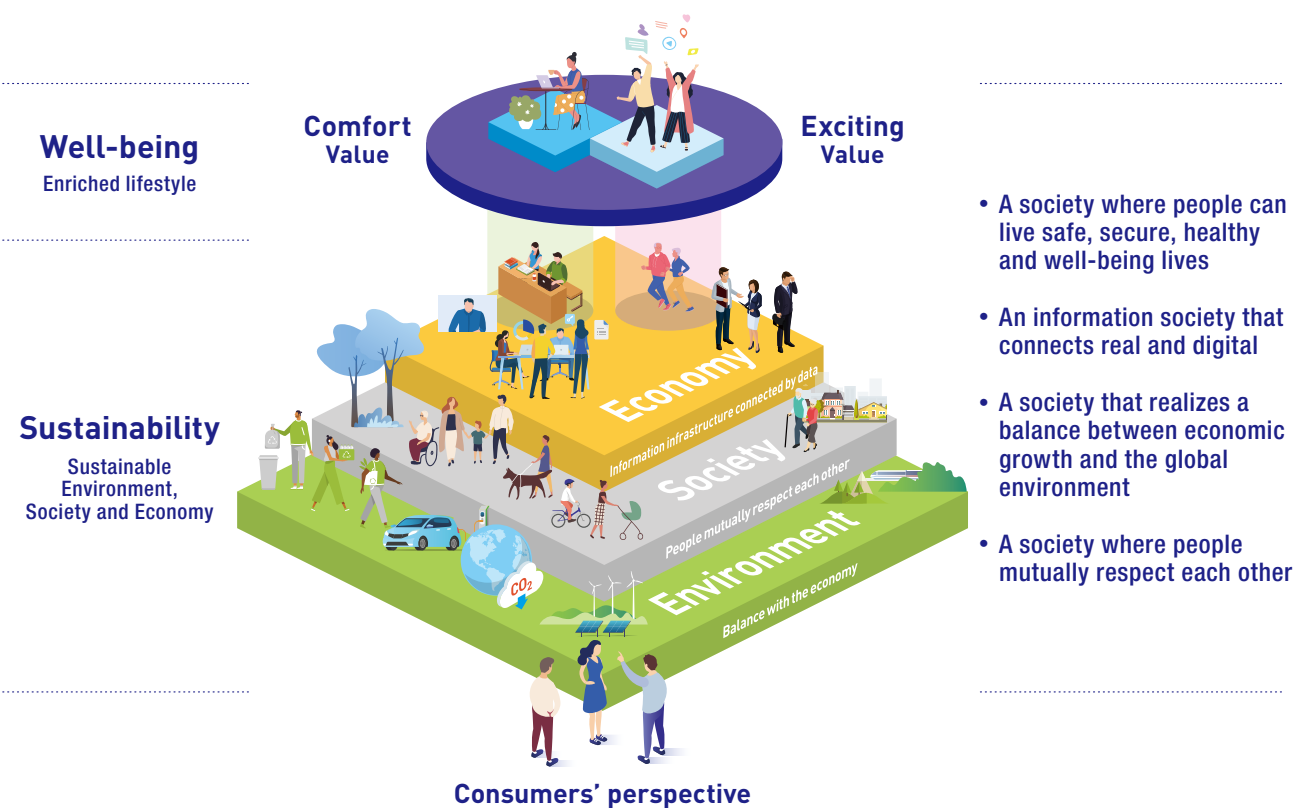 Well-being
Enriched lifestyle
Comfort
Value
Exciting
Value
Sustainability
Sustainable
Environment,
Society and Economy
Economy
Information infrastructure connected by data
Society
People mutually respect each other
Environment
Balance with the economy
CO₂
• A society where people can
live safe, secure, healthy
and well-being lives
• An information society that
connects real and digital
• A society that realizes a
balance between economic
growth and the global
environment
• A society where people
mutually respect each other
Consumers’ perspective